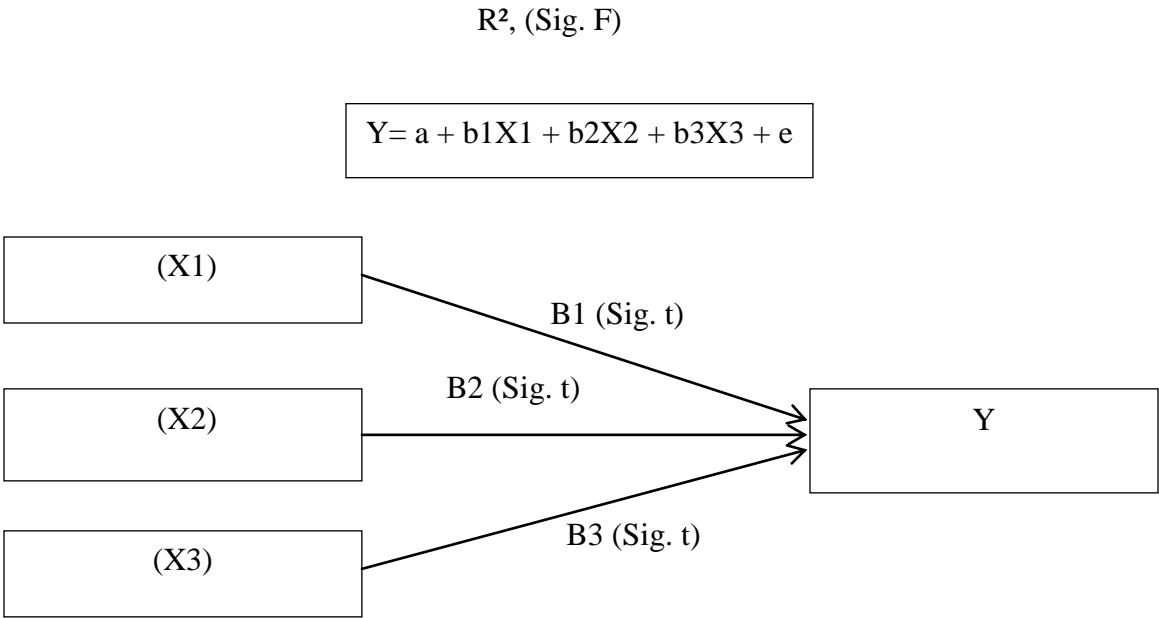 R², (Sig. F)
Y= a + b1X1 + b2X2 + b3X3 + e
(X1)
B1 (Sig. t)
B2 (Sig. t)
(X2)
Y
B3 (Sig. t)
(X3)